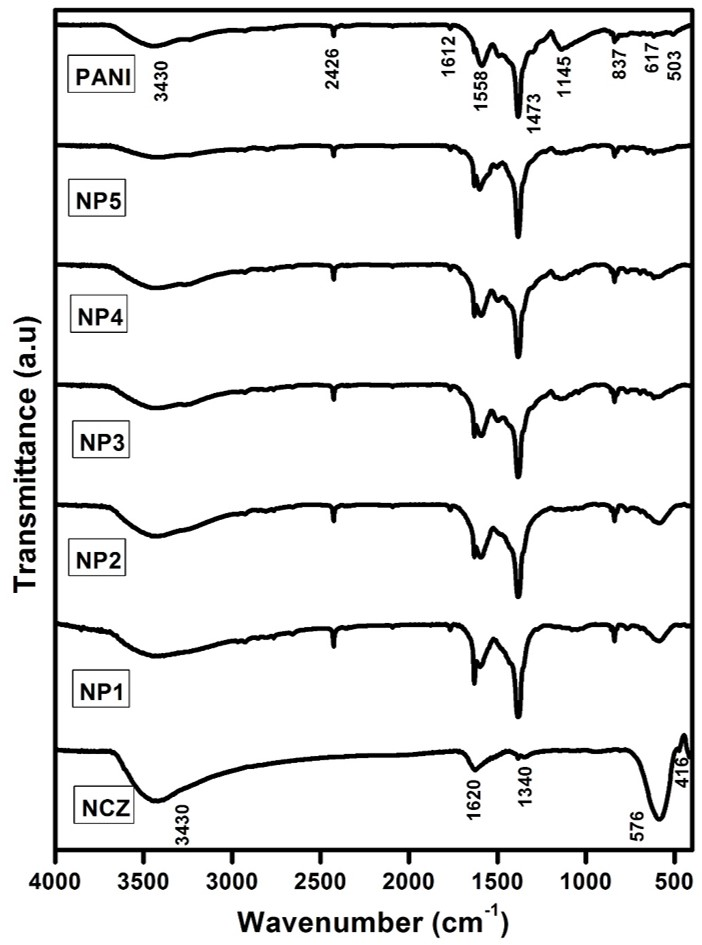 PANI
3430
2426
1612
1558
1473
1145
837
617
503
NP5
NP4
NP3
NP2
NP1
NCZ
3430
1620
1340
576
416
Transmittance (a.u)
4000 3500 3000 2500 2000 1500 1000 500
Wavenumber (cm⁻¹)